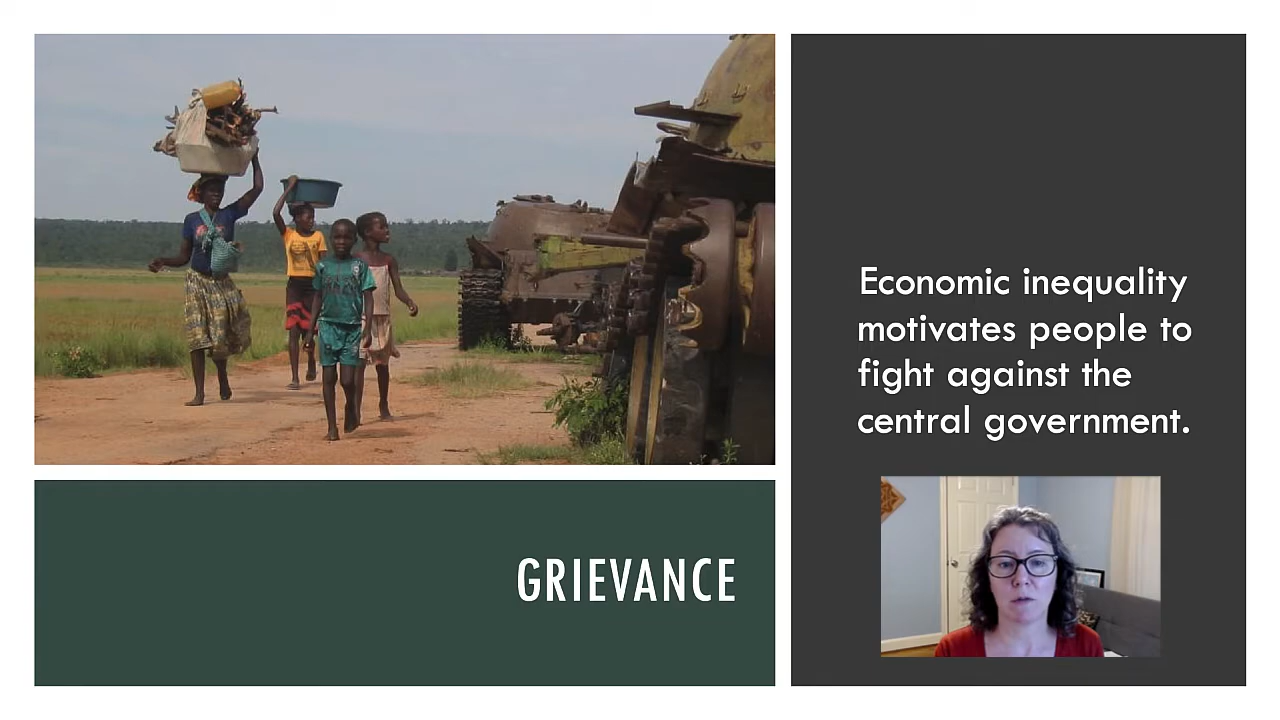 GRIEVANCE
Economic inequality
motivates people to
fight against the
central government.